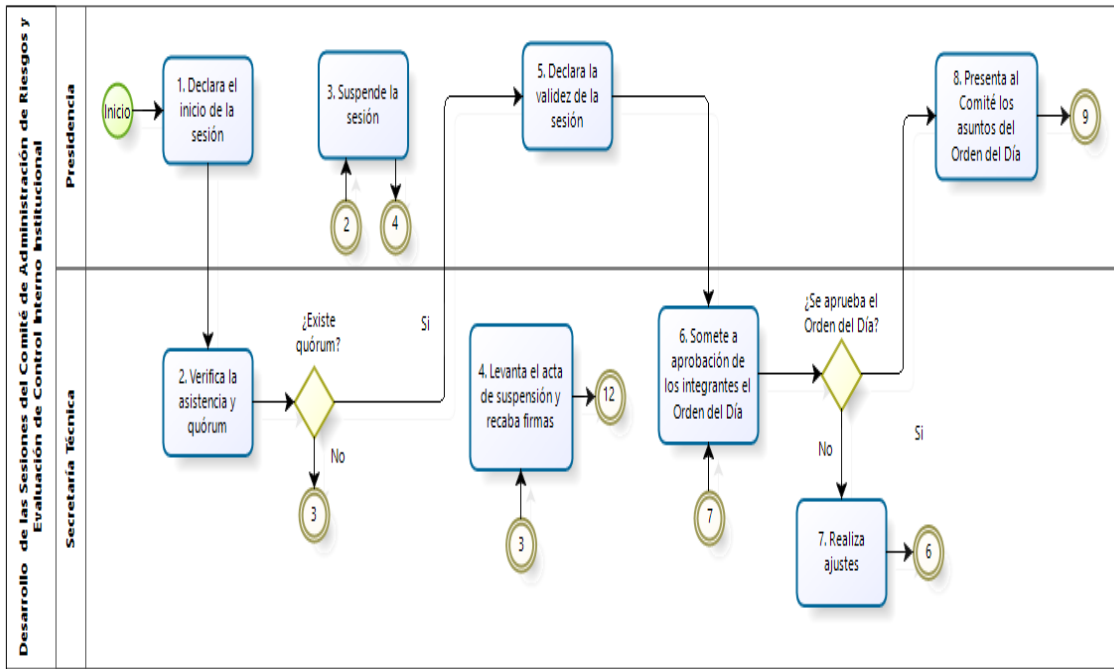 Desarrollo de las Sesiones del Comité de Administración de Riesgos y
Evaluación de Control Interno Institucional
Presidencia
Inicio
1. Declara el
inicio de la
sesión
3. Suspende la
sesión
2
4
5. Declara la
validez de la
sesión
8. Presenta al
Comité los
asuntos del
Orden del Día
9
Secretaría Técnica
2. Verifica la
asistencia y
quórum
¿Existe
quórum?
Si
No
3
4. Levanta el acta
de suspensión y
recaba firmas
12
3
6. Somete a
aprobación de
los integrantes el
Orden del Día
7
¿Se aprueba el
Orden del Día?
Si
No
7. Realiza
ajustes
6